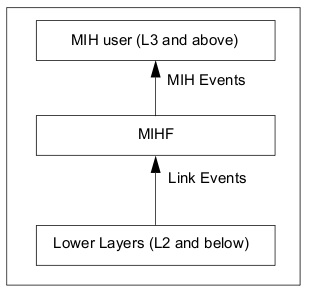 MIH user (L3 and above)
MIH Events
MIHF
Link Events
Lower Layers (L2 and below)